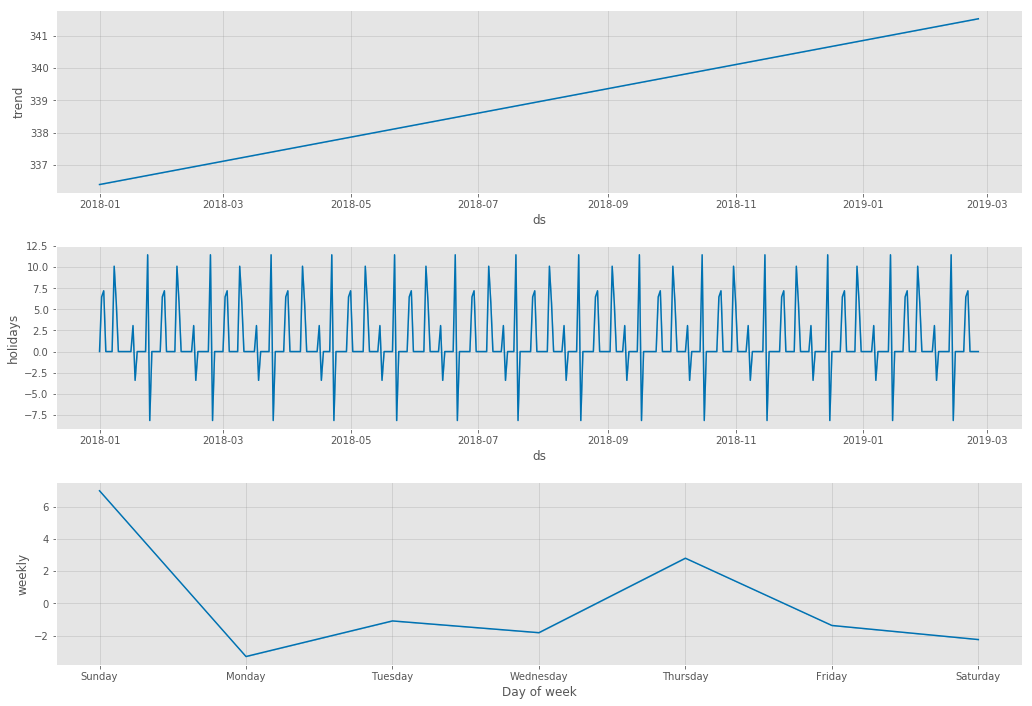 341
340
339
338
337
trend
2018-01 2018-03 2018-05 2018-07 2018-09 2018-11 2019-01 2019-03
ds
12.5
10.0
7.5
5.0
2.5
0.0
−2.5
−5.0
−7.5
holidays
2018-01 2018-03 2018-05 2018-07 2018-09 2018-11 2019-01 2019-03
ds
6
4
2
0
−2
weekly
Sunday Monday Tuesday Wednesday Thursday Friday Saturday
Day of week